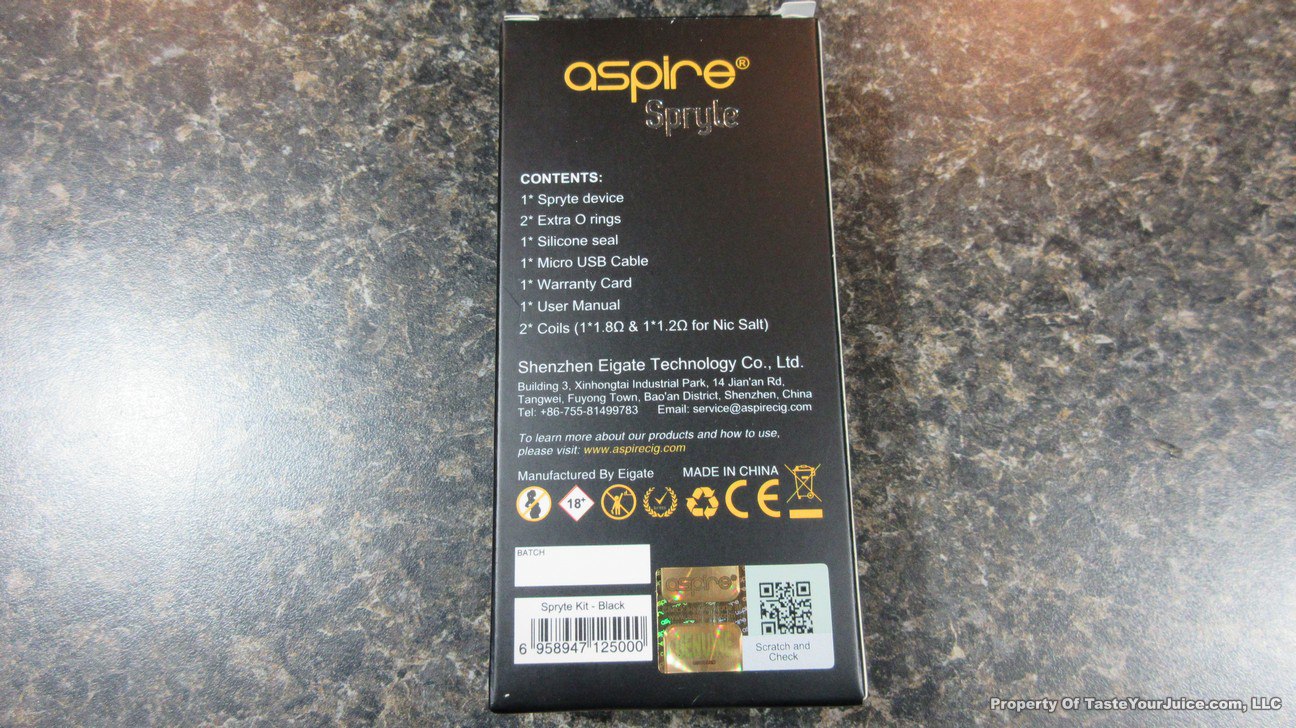 aspire®
Spryte
CONTENTS:
1* Spryte device
2* Extra O rings
1* Silicone seal
1* Micro USB Cable
1* Warranty Card
1* User Manual
2* Coils (1*1.8Ω & 1*1.2Ω for Nic Salt)
Shenzhen Eigate Technology Co., Ltd.
Building 3, Xinhongtai Industrial Park, 14 Jian'an Rd,
Tangwei, Fuyong Town, Bao'an District, Shenzhen, China
Tel: +86-755-81499783 Email: service@aspirecig.com
To learn more about our products and how to use,
please visit: www.aspirecig.com
Manufactured By Eigate MADE IN CHINA
18+
CE
BATCH
Spryte Kit - Black
6 958947 125000
aspire®
Scratch and
Check
Property Of TasteYourJuice.com, LLC